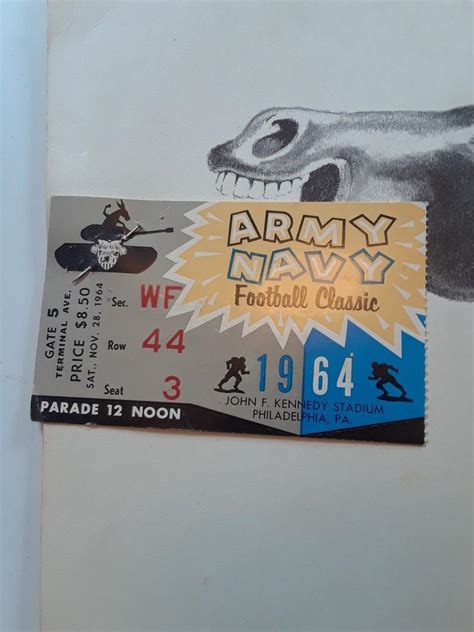 GATE 5
TERMINAL AVE.
PRICE $8.50
SAT., NOV. 28, 1964
Sec. WF
Row 44
Seat 3
PARADE 12 NOON
ARMY
NAVY
Football Classic
1964
JOHN F. KENNEDY STADIUM
PHILADELPHIA, PA.